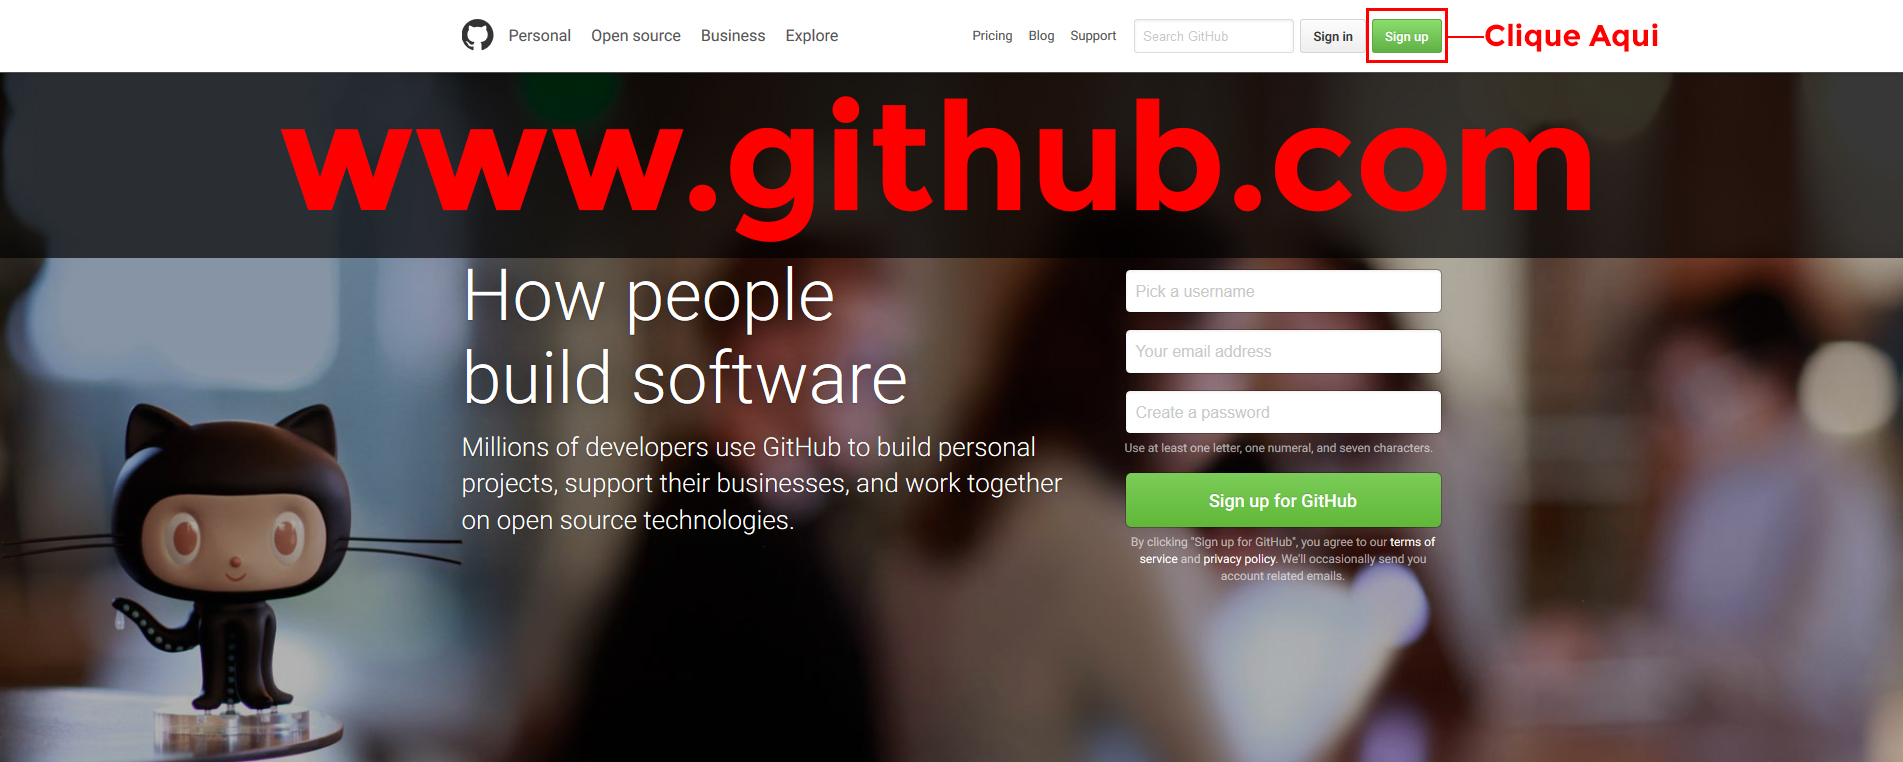 Personal Open source Business Explore Pricing Blog Support Search GitHub Sign in Sign up Clique Aqui
www.github.com
How people
build software
Millions of developers use GitHub to build personal
projects, support their businesses, and work together
on open source technologies.
Pick a username
Your email address
Create a password
Use at least one letter, one numeral, and seven characters.
Sign up for GitHub
By clicking "Sign up for GitHub", you agree to our terms of
service and privacy policy. We'll occasionally send you
account related emails.